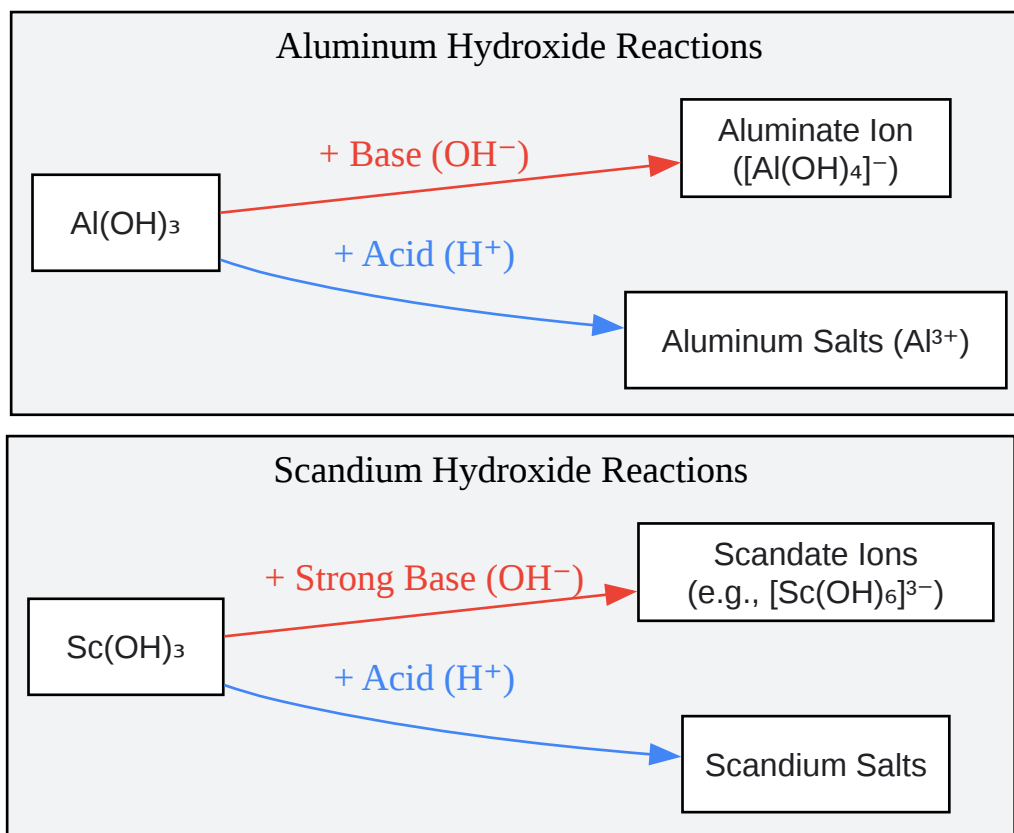 Aluminum Hydroxide Reactions
+ Base (OH⁻)
Aluminate Ion
([Al(OH)₄]⁻)
Al(OH)₃
+ Acid (H⁺)
Aluminum Salts (Al³⁺)
Scandium Hydroxide Reactions
+ Strong Base (OH⁻)
Scandate Ions
(e.g., [Sc(OH)₆]³⁻)
Sc(OH)₃
+ Acid (H⁺)
Scandium Salts